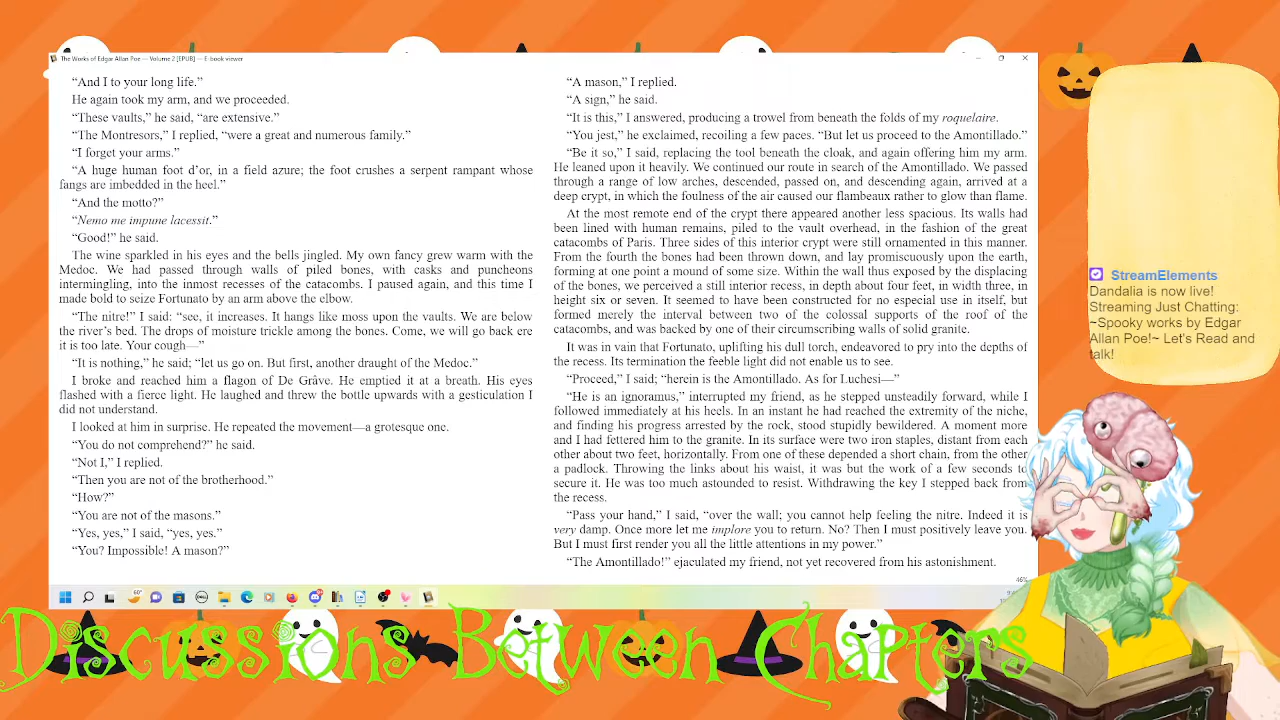 The Works of Edgar Allan Poe — Volume 2 [EPUB] — E-book viewer
“And I to your long life.”
He again took my arm, and we proceeded.
“These vaults,” he said, “are extensive.”
“The Montresors,” I replied, “were a great and numerous family.”
“I forget your arms.”
“A huge human foot d’or, in a field azure; the foot crushes a serpent rampant whose
fangs are imbedded in the heel.”
“And the motto?”
“Nemo me impune lacessit.”
“Good!” he said.
The wine sparkled in his eyes and the bells jingled. My own fancy grew warm with the
Medoc. We had passed through walls of piled bones, with casks and puncheons
intermingling, into the inmost recesses of the catacombs. I paused again, and this time I
made bold to seize Fortunato by an arm above the elbow.
“The nitre!” I said: “see, it increases. It hangs like moss upon the vaults. We are below
the river’s bed. The drops of moisture trickle among the bones. Come, we will go back ere
it is too late. Your cough—”
“It is nothing,” he said; “let us go on. But first, another draught of the Medoc.”
I broke and reached him a flagon of De Grâve. He emptied it at a breath. His eyes
flashed with a fierce light. He laughed and threw the bottle upwards with a gesticulation I
did not understand.
I looked at him in surprise. He repeated the movement—a grotesque one.
“You do not comprehend?” he said.
“Not I,” I replied.
“Then you are not of the brotherhood.”
“How?”
“You are not of the masons.”
“Yes, yes,” I said, “yes, yes.”
“You? Impossible! A mason?”
“A mason,” I replied.
“A sign,” he said.
“It is this,” I answered, producing a trowel from beneath the folds of my roquelaire.
“You jest,” he exclaimed, recoiling a few paces. “But let us proceed to the Amontillado.”
“Be it so,” I said, replacing the tool beneath the cloak, and again offering him my arm.
He leaned upon it heavily. We continued our route in search of the Amontillado. We passed
through a range of low arches, descended, passed on, and descending again, arrived at a
deep crypt, in which the foulness of the air caused our flambeaux rather to glow than flame.
At the most remote end of the crypt there appeared another less spacious. Its walls had
been lined with human remains, piled to the vault overhead, in the fashion of the great
catacombs of Paris. Three sides of this interior crypt were still ornamented in this manner.
From the fourth the bones had been thrown down, and lay promiscuously upon the earth,
forming at one point a mound of some size. Within the wall thus exposed by the displacing
of the bones, we perceived a still interior recess, in depth about four feet, in width three, in
height six or seven. It seemed to have been constructed for no especial use in itself, but
formed merely the interval between two of the colossal supports of the roof of the
catacombs, and was backed by one of their circumscribing walls of solid granite.
It was in vain that Fortunato, uplifting his dull torch, endeavored to pry into the depths of
the recess. Its termination the feeble light did not enable us to see.
“Proceed,” I said; “herein is the Amontillado. As for Luchesi—”
“He is an ignoramus,” interrupted my friend, as he stepped unsteadily forward, while I
followed immediately at his heels. In an instant he had reached the extremity of the niche,
and finding his progress arrested by the rock, stood stupidly bewildered. A moment more
and I had fettered him to the granite. In its surface were two iron staples, distant from each
other about two feet, horizontally. From one of these depended a short chain, from the other
a padlock. Throwing the links about his waist, it was but the work of a few seconds to
secure it. He was too much astounded to resist. Withdrawing the key I stepped back from
the recess.
“Pass your hand,” I said, “over the wall; you cannot help feeling the nitre. Indeed it is
very damp. Once more let me implore you to return. No? Then I must positively leave you.
But I must first render you all the little attentions in my power.”
“The Amontillado!” ejaculated my friend, not yet recovered from his astonishment.
46%
60°
StreamElements
Dandalia is now live!
Streaming Just Chatting:
~Spooky works by Edgar
Allan Poe!~ Let's Read and
talk!
Discussions Between Chapters